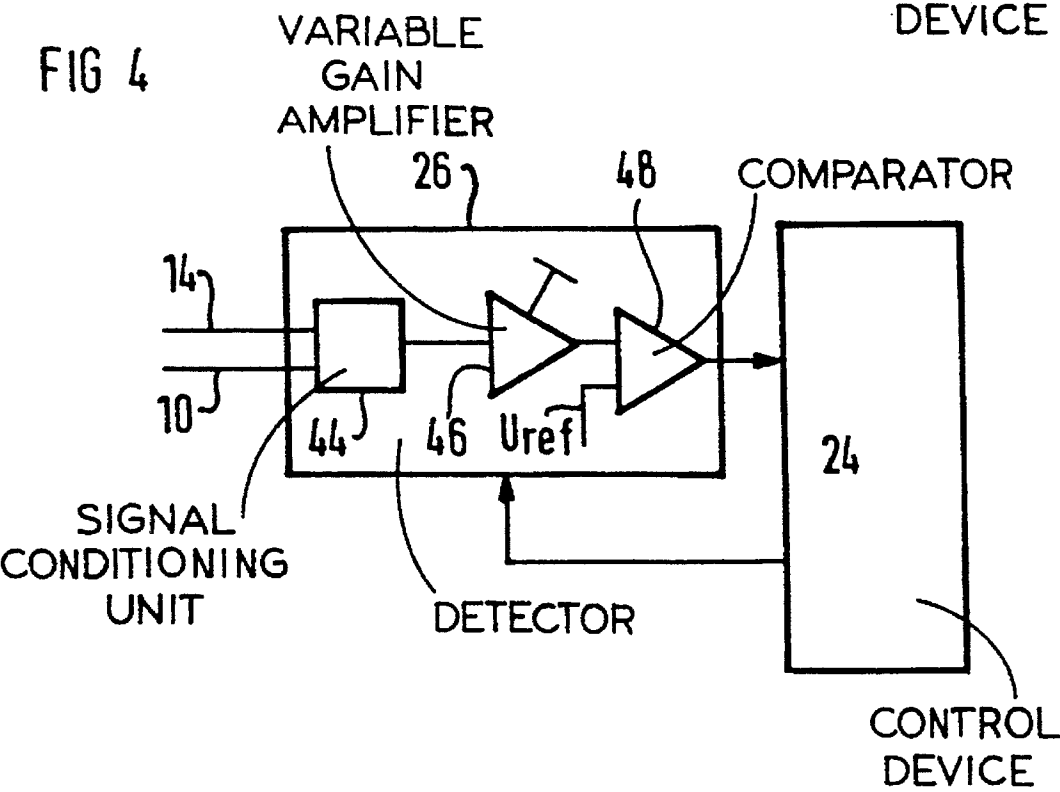 DEVICE
FIG 4
VARIABLE
GAIN
AMPLIFIER
26
48
COMPARATOR
14
10
44
46
Uref
24
SIGNAL
CONDITIONING
UNIT
DETECTOR
CONTROL
DEVICE